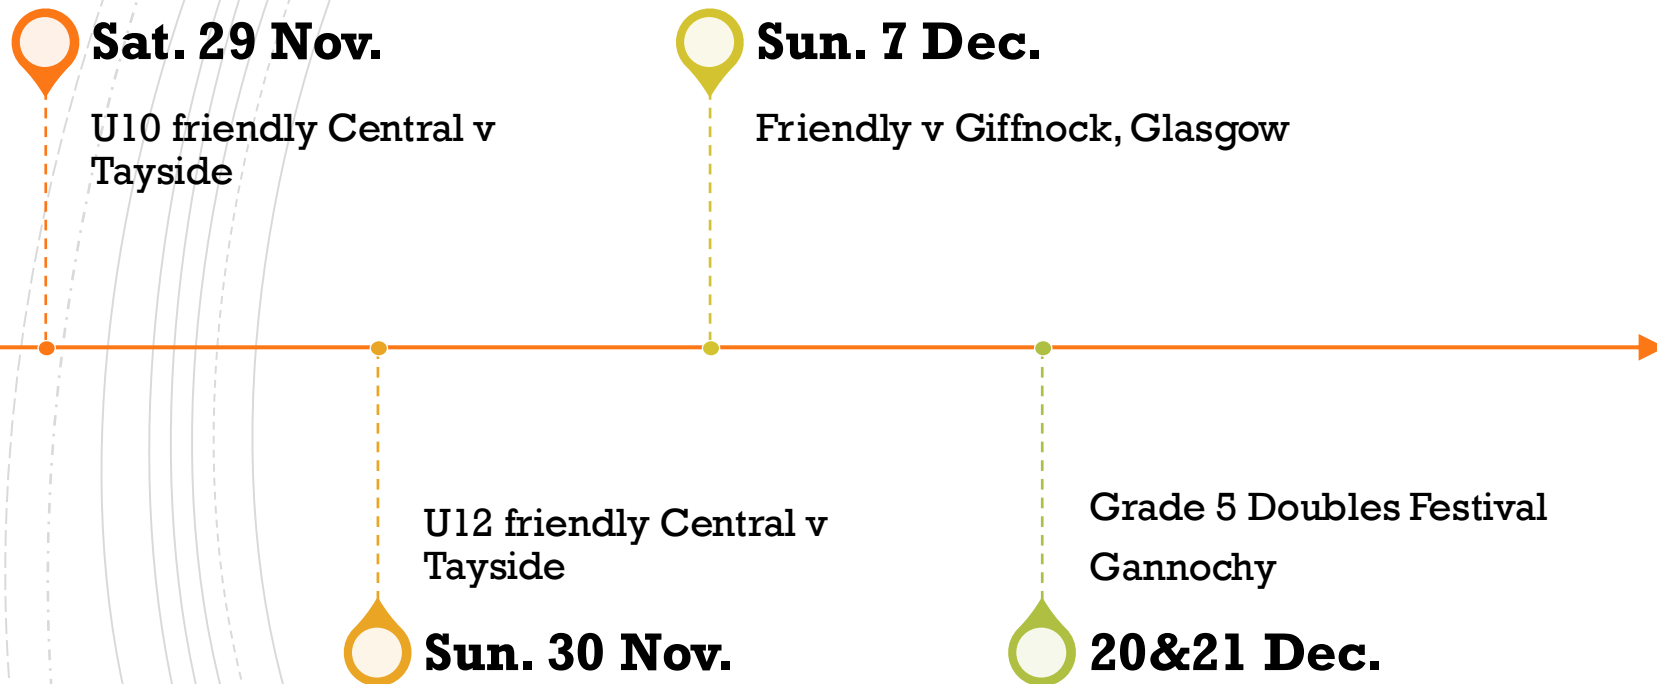 Sat. 29 Nov.
U10 friendly Central v
Tayside
Sun. 7 Dec.
Friendly v Giffnock, Glasgow
U12 friendly Central v
Tayside
Sun. 30 Nov.
Grade 5 Doubles Festival
Gannochy
20&21 Dec.